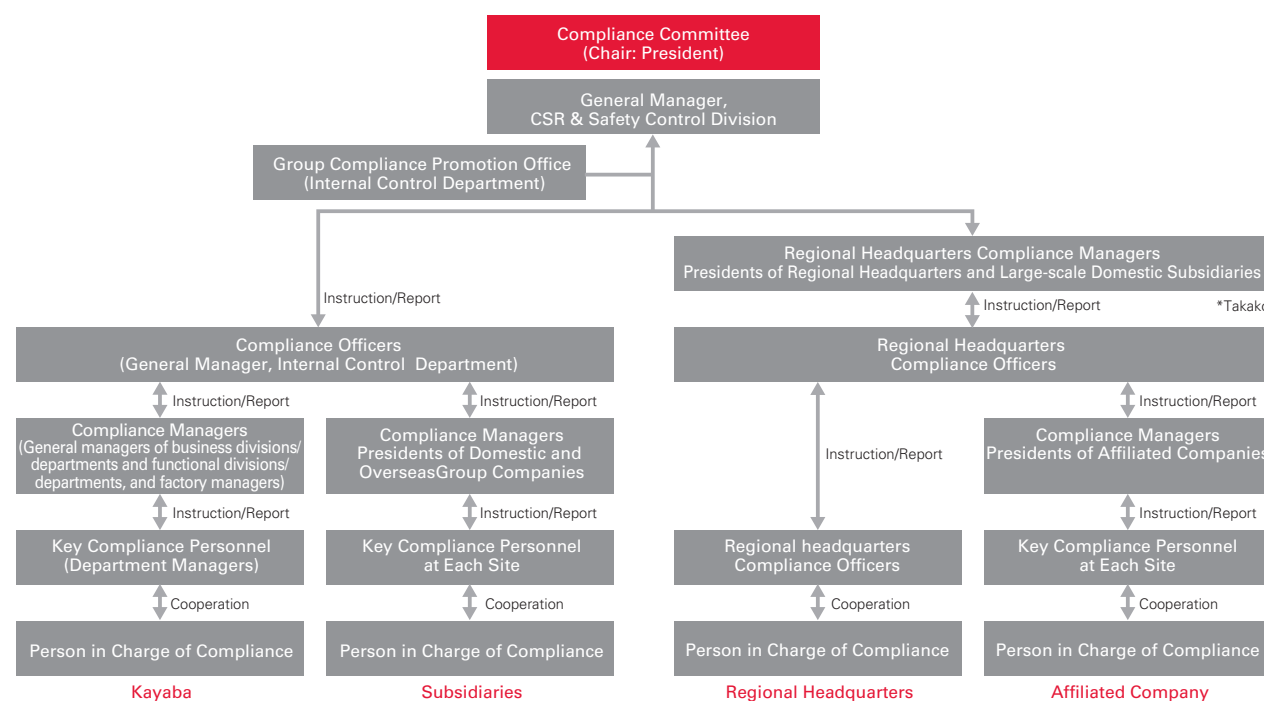 Compliance Committee
(Chair: President)
General Manager,
CSR & Safety Control Division
Group Compliance Promotion Office
(Internal Control Department)
Regional Headquarters Compliance Managers
Presidents of Regional Headquarters and Large-scale Domestic Subsidiaries
Instruction/Report
Instruction/Report
*Takako
Compliance Officers
(General Manager, Internal Control Department)
Regional Headquarters
Compliance Officers
Instruction/Report
Instruction/Report
Instruction/Report
Compliance Managers
(General managers of business divisions/
departments and functional divisions/
departments, and factory managers)
Compliance Managers
Presidents of Domestic and
OverseasGroup Companies
Instruction/Report
Compliance Managers
Presidents of Affiliated Companies
Instruction/Report
Instruction/Report
Instruction/Report
Key Compliance Personnel
(Department Managers)
Key Compliance Personnel
at Each Site
Regional headquarters
Compliance Officers
Key Compliance Personnel
at Each Site
Cooperation
Cooperation
Cooperation
Cooperation
Person in Charge of Compliance
Person in Charge of Compliance
Person in Charge of Compliance
Person in Charge of Compliance
Kayaba
Subsidiaries
Regional Headquarters
Affiliated Company